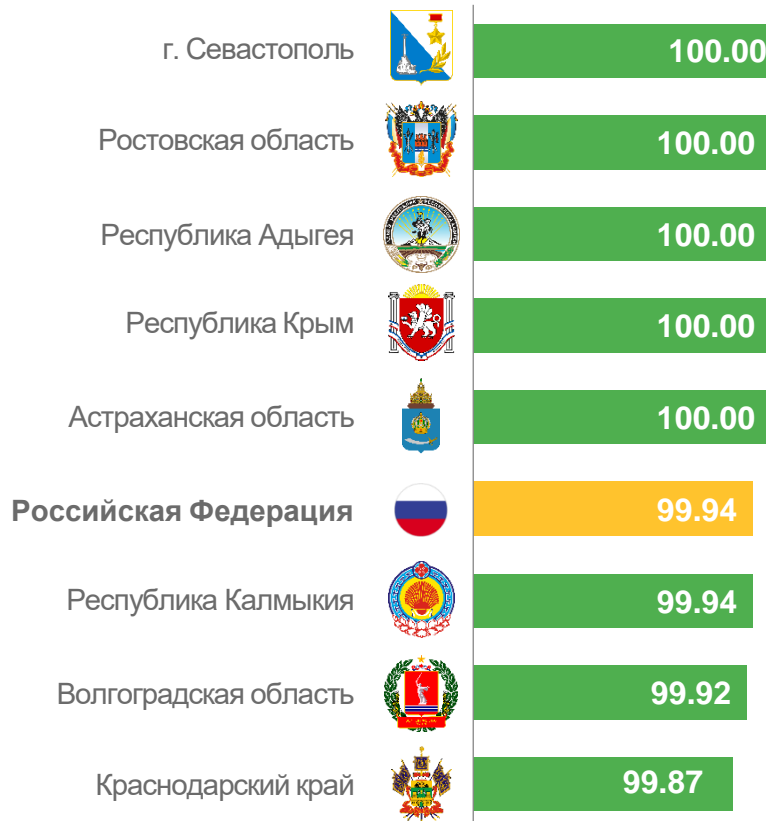 г. Севастополь 100.00
Ростовская область 100.00
Республика Адыгея 100.00
Республика Крым 100.00
Астраханская область 100.00
Российская Федерация 99.94
Республика Калмыкия 99.94
Волгоградская область 99.92
Краснодарский край 99.87